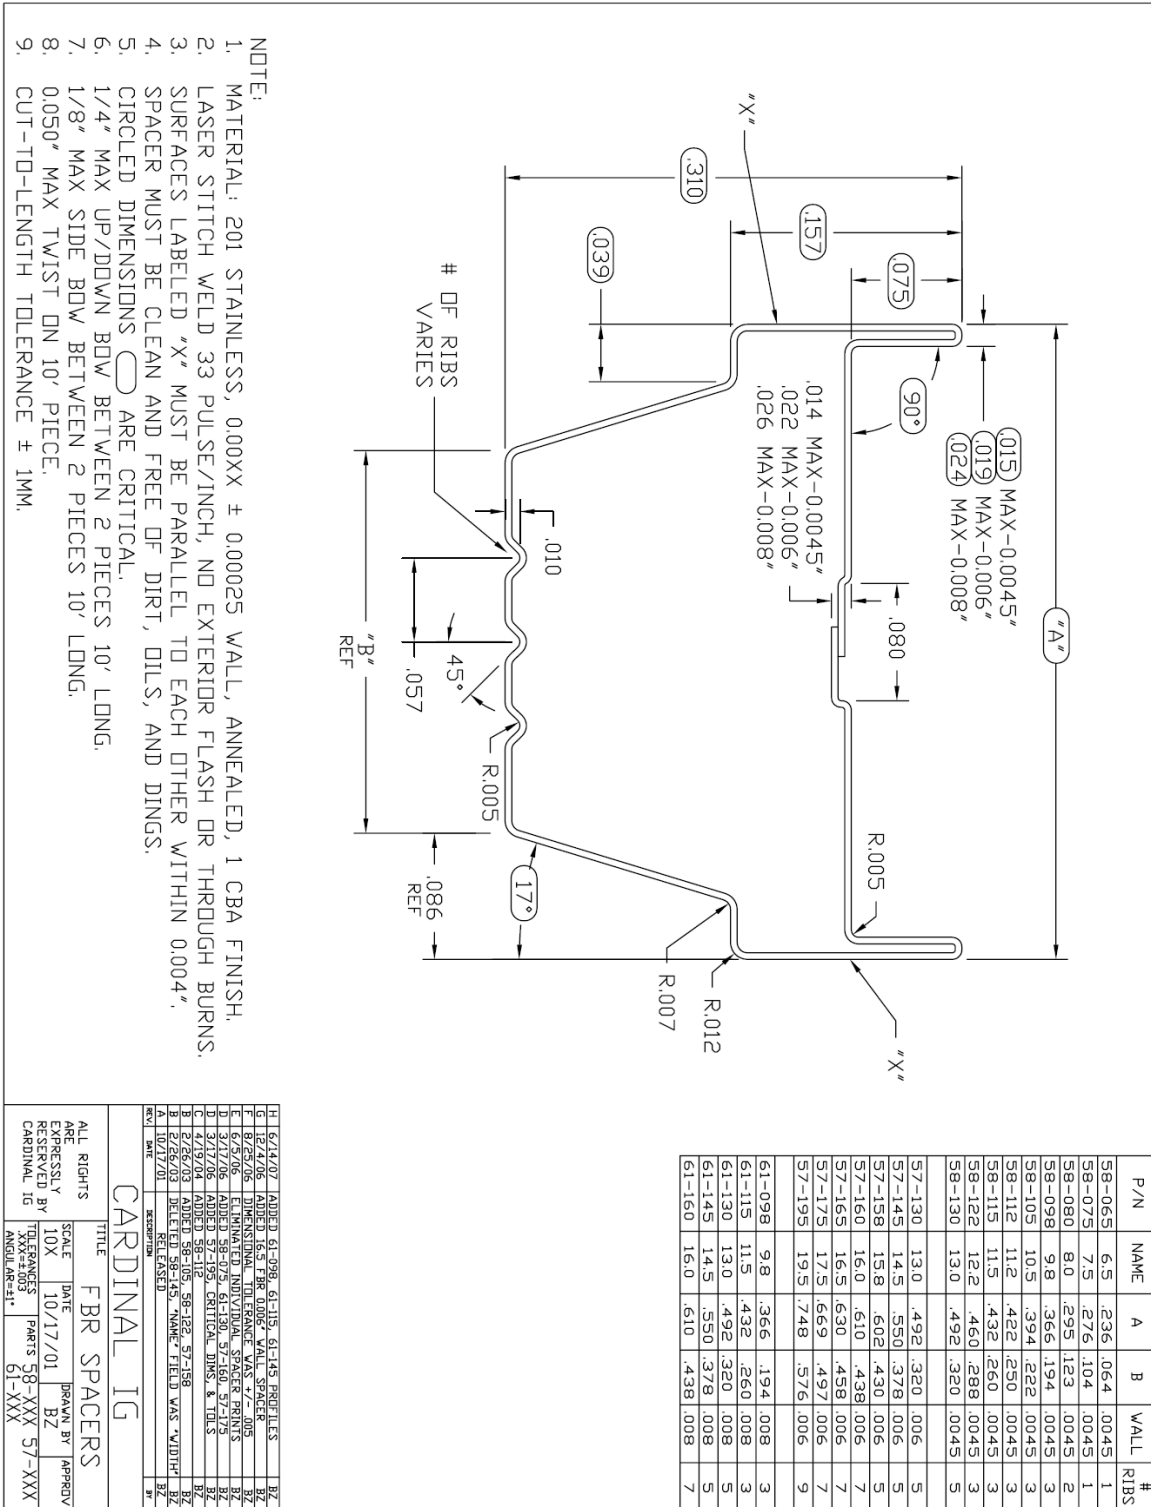 "X"
.310
.157
.075
.039
# OF RIBS
VARIES
"A"
.015 MAX-0.0045"
.019 MAX-0.006"
.024 MAX-0.008"
90°
.014 MAX-0.0045"
.022 MAX-0.006"
.026 MAX-0.008"
.080
.010
.057
45°
R.005
"B"
REF
R.005
17°
.086
REF
R.007
R.012
"X"
P/N NAME A B WALL # RIBS
58-065 6.5 .236 .064 .0045 1
58-075 7.5 .276 .104 .0045 1
58-080 8.0 .295 .123 .0045 2
58-098 9.8 .366 .194 .0045 3
58-105 10.5 .394 .222 .0045 3
58-112 11.2 .422 .250 .0045 3
58-115 11.5 .432 .260 .0045 3
58-122 12.2 .460 .288 .0045 3
58-130 13.0 .492 .320 .0045 5
57-130 13.0 .492 .320 .006 5
57-145 14.5 .550 .378 .006 5
57-158 15.8 .602 .430 .006 5
57-160 16.0 .610 .438 .006 7
57-165 16.5 .630 .458 .006 7
57-175 17.5 .669 .497 .006 7
57-195 19.5 .748 .576 .006 9
61-098 9.8 .366 .194 .008 3
61-115 11.5 .432 .260 .008 3
61-130 13.0 .492 .320 .008 5
61-145 14.5 .550 .378 .008 5
61-160 16.0 .610 .438 .008 7
NOTE:
1. MATERIAL: 201 STAINLESS, 0.00XX ± 0.00025 WALL, ANNEALED, 1 CBA FINISH.
2. LASER STITCH WELD 33 PULSE/INCH, NO EXTERIOR FLASH OR THROUGH BURNS.
3. SURFACES LABELED "X" MUST BE PARALLEL TO EACH OTHER WITHIN 0.004".
4. SPACER MUST BE CLEAN AND FREE OF DIRT, OILS, AND DINGS.
5. CIRCLED DIMENSIONS ARE CRITICAL.
6. 1/4" MAX UP/DOWN BOW BETWEEN 2 PIECES 10' LONG.
7. 1/8" MAX SIDE BOW BETWEEN 2 PIECES 10' LONG.
8. 0.050" MAX TWIST ON 10' PIECE.
9. CUT-TO-LENGTH TOLERANCE ± 1MM.
H 6/14/07 ADDED 61-098, 61-115, 61-145 PROFILES BZ
G 12/4/06 ADDED 16.5 FBR 0.006" WALL SPACER BZ
F 8/25/06 DIMENSIONAL TOLERANCE WAS +/- .005 BZ
E 6/5/06 ELIMINATED INDIVIDUAL SPACER PRINTS BZ
D 3/17/06 ADDED 58-075, 61-130, 57-160, 57-175 BZ
D 3/17/06 ADDED 57-195, CRITICAL DIMS, & TOLS BZ
C 4/19/04 ADDED 58-112 BZ
B 2/26/03 ADDED 58-105, 58-122, 57-158 BZ
B 2/26/03 DELETED 58-145, "NAME" FIELD WAS "WIDTH" BZ
A 10/17/01 RELEASED BZ
REV. DATE DESCRIPTION BY
CARDINAL IG
ALL RIGHTS
ARE
EXPRESSLY
RESERVED BY
CARDINAL IG
TITLE
FBR SPACERS
SCALE 10X
DATE 10/17/01
DRAWN BY BZ
APPROV
TOLERANCES
.XXX=±.003
ANGULAR=±1°
PARTS 58-XXX 57-XXX
61-XXX